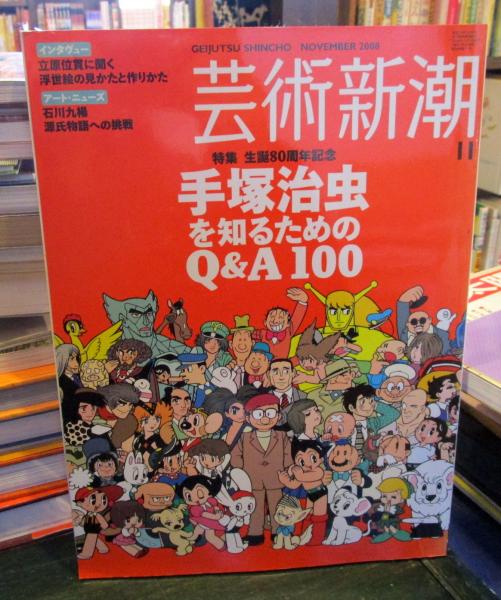 インタヴュー
立原位貫に聞く
浮世絵の見かたと作りかた
アート・ニューズ
石川九楊
源氏物語への挑戦
GEIJUTSU SHINCHO NOVEMBER 2008
芸術新潮
11
特集 生誕80周年記念
手塚治虫
を知るための
Q&A 100